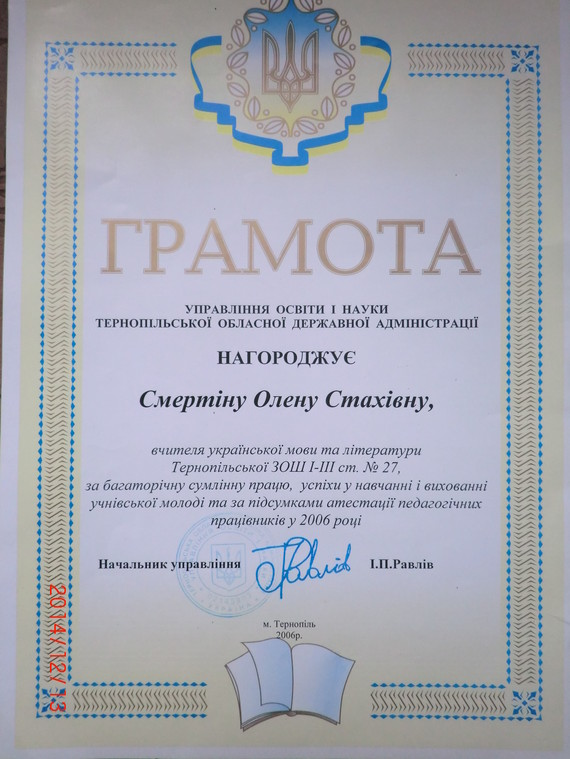 ГРАМОТА
УПРАВЛІННЯ ОСВІТИ І НАУКИ
ТЕРНОПІЛЬСЬКОЇ ОБЛАСНОЇ ДЕРЖАВНОЇ АДМІНІСТРАЦІЇ
НАГОРОДЖУЄ
Смертіну Олену Стахівну,
вчителя української мови та літератури
Тернопільської ЗОШ І-ІІІ ст. № 27,
за багаторічну сумлінну працю, успіхи у навчанні і вихованні
учнівської молоді та за підсумками атестації педагогічних
працівників у 2006 році
Начальник управління І.П.Равлів
м. Тернопіль
2006р.
2014/12/13